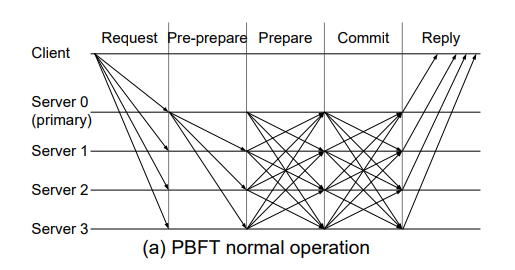 Request Pre-prepare Prepare Commit Reply
Client
Server 0
(primary)
Server 1
Server 2
Server 3
(a) PBFT normal operation